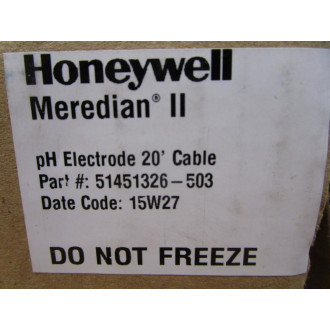 Honeywell
Meredian® II
pH Electrode 20' Cable
Part #: 51451326-503
Date Code: 15W27
DO NOT FREEZE